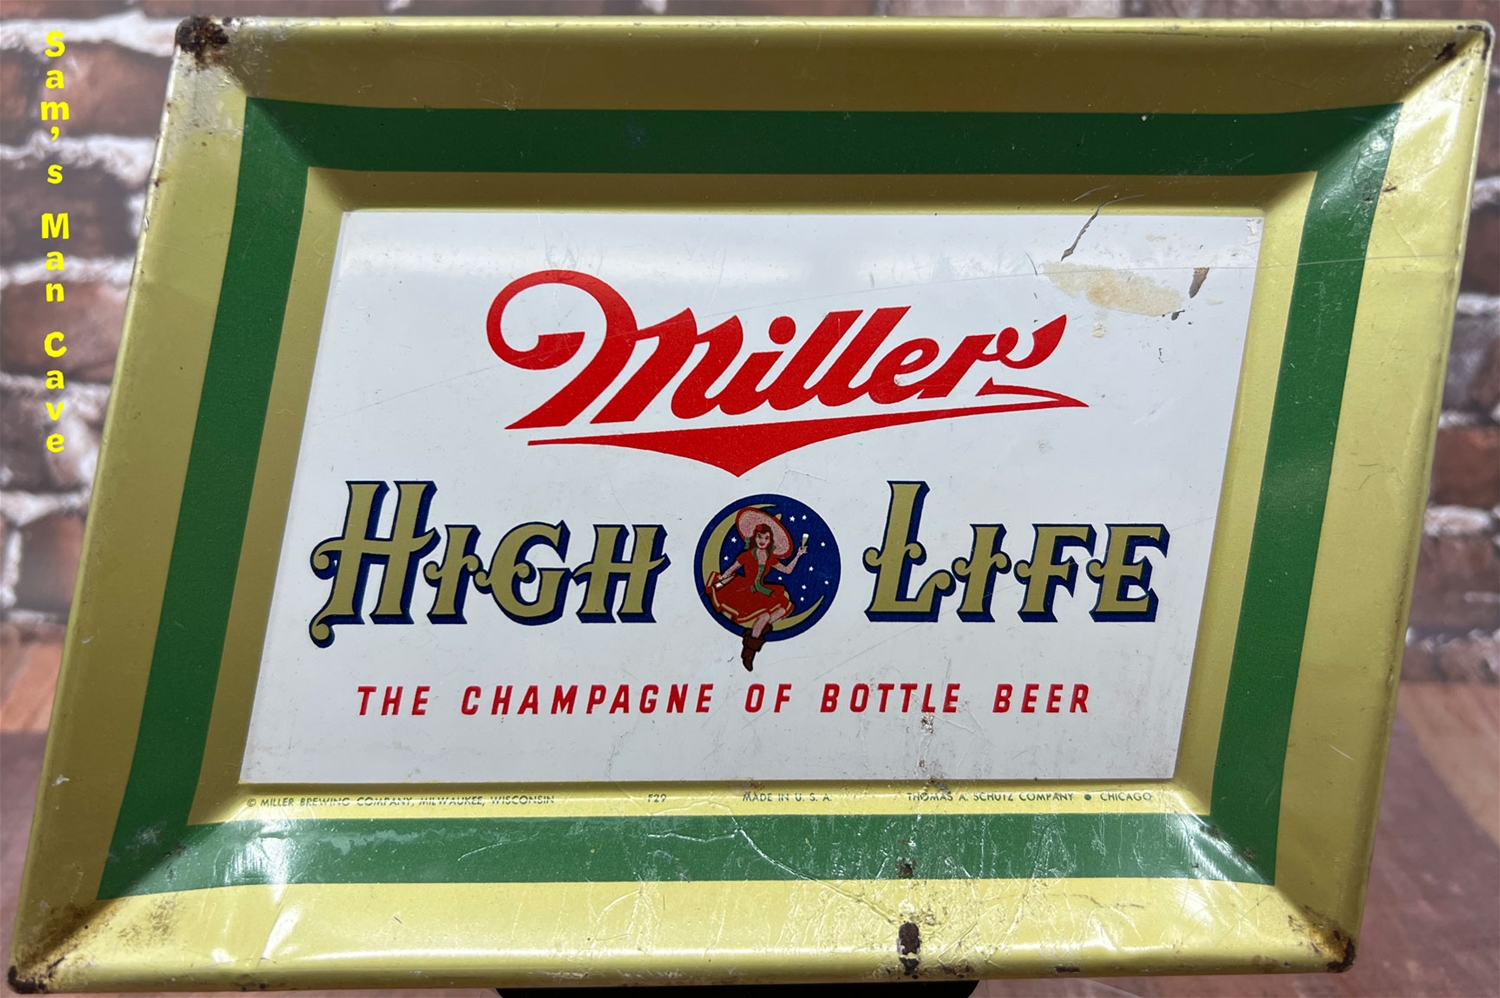 Sam's Man Cave
Miller
HIGH LIFE
THE CHAMPAGNE OF BOTTLE BEER
© MILLER BREWING COMPANY, MILWAUKEE, WISCONSIN F29 MADE IN U. S. A. THOMAS A. SCHUTZ COMPANY ● CHICAGO